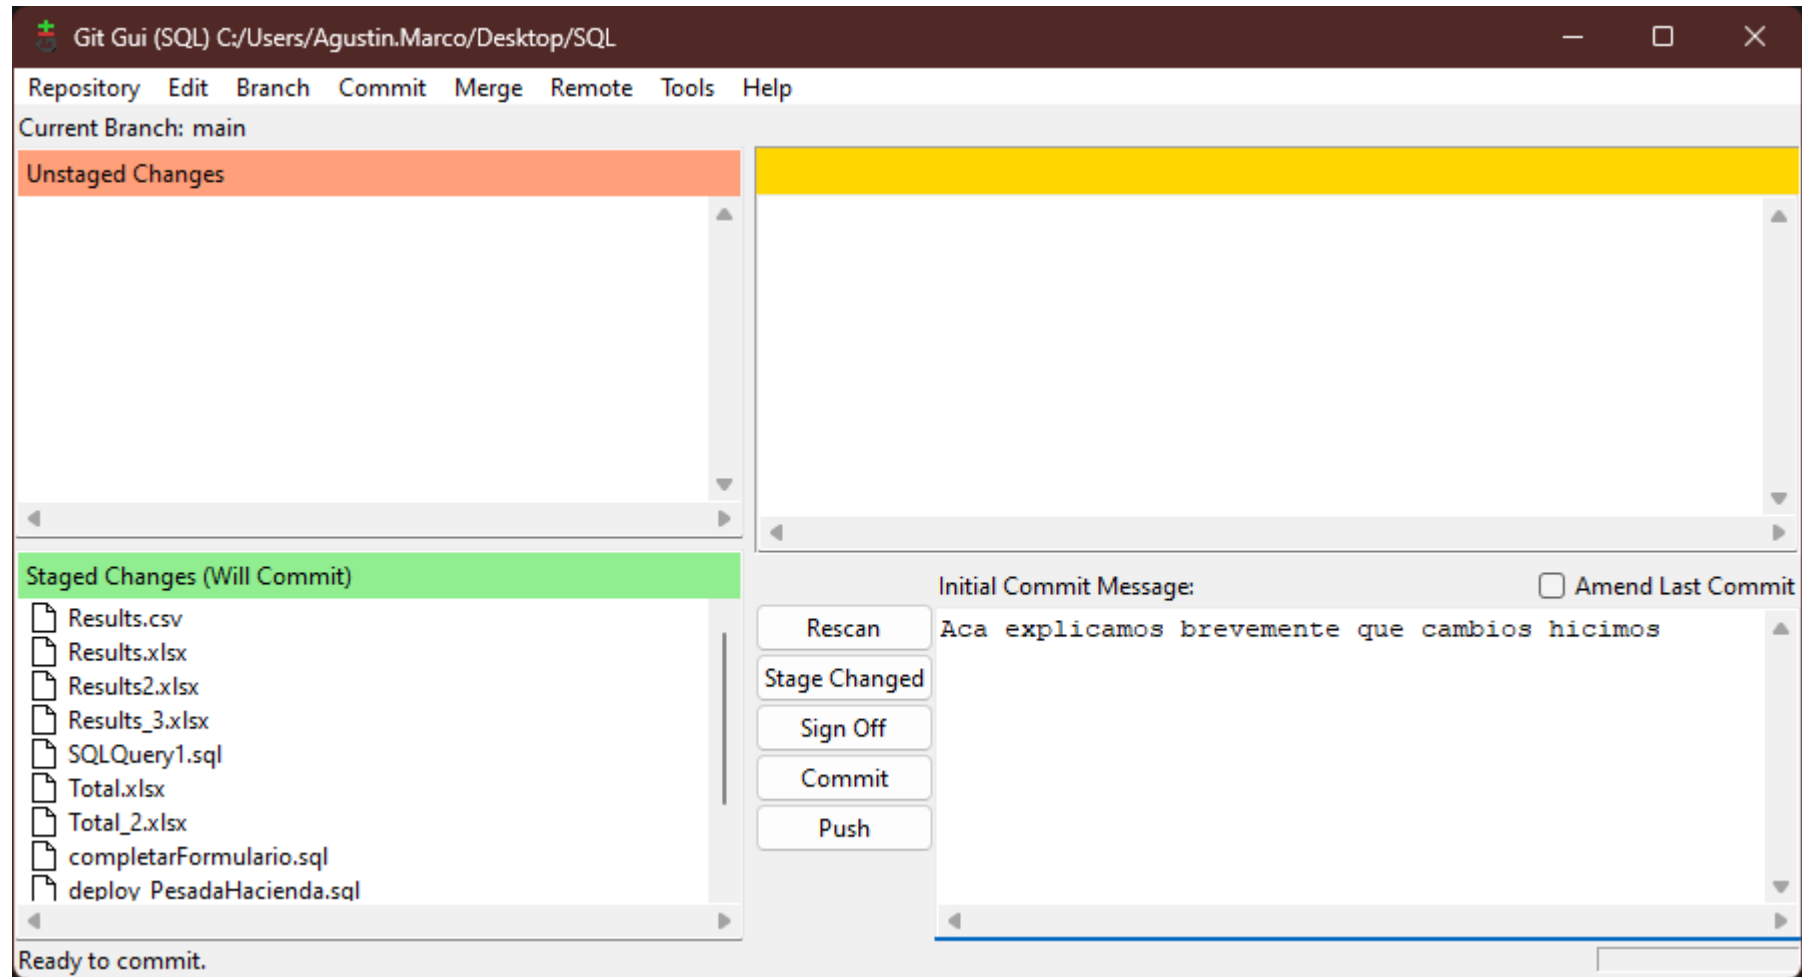 Git Gui (SQL) C:/Users/Agustin.Marco/Desktop/SQL
Repository Edit Branch Commit Merge Remote Tools Help
Current Branch: main
Unstaged Changes
Staged Changes (Will Commit)
Results.csv
Results.xlsx
Results2.xlsx
Results_3.xlsx
SQLQuery1.sql
Total.xlsx
Total_2.xlsx
completarFormulario.sql
deploy_PesadaHacienda.sql
Rescan
Stage Changed
Sign Off
Commit
Push
Initial Commit Message:
Amend Last Commit
Aca explicamos brevemente que cambios hicimos
Ready to commit.